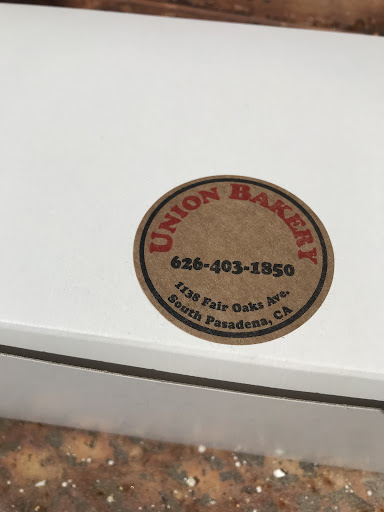 UNION BAKERY
626-403-1850
1138 Fair Oaks Ave.
South Pasadena, CA